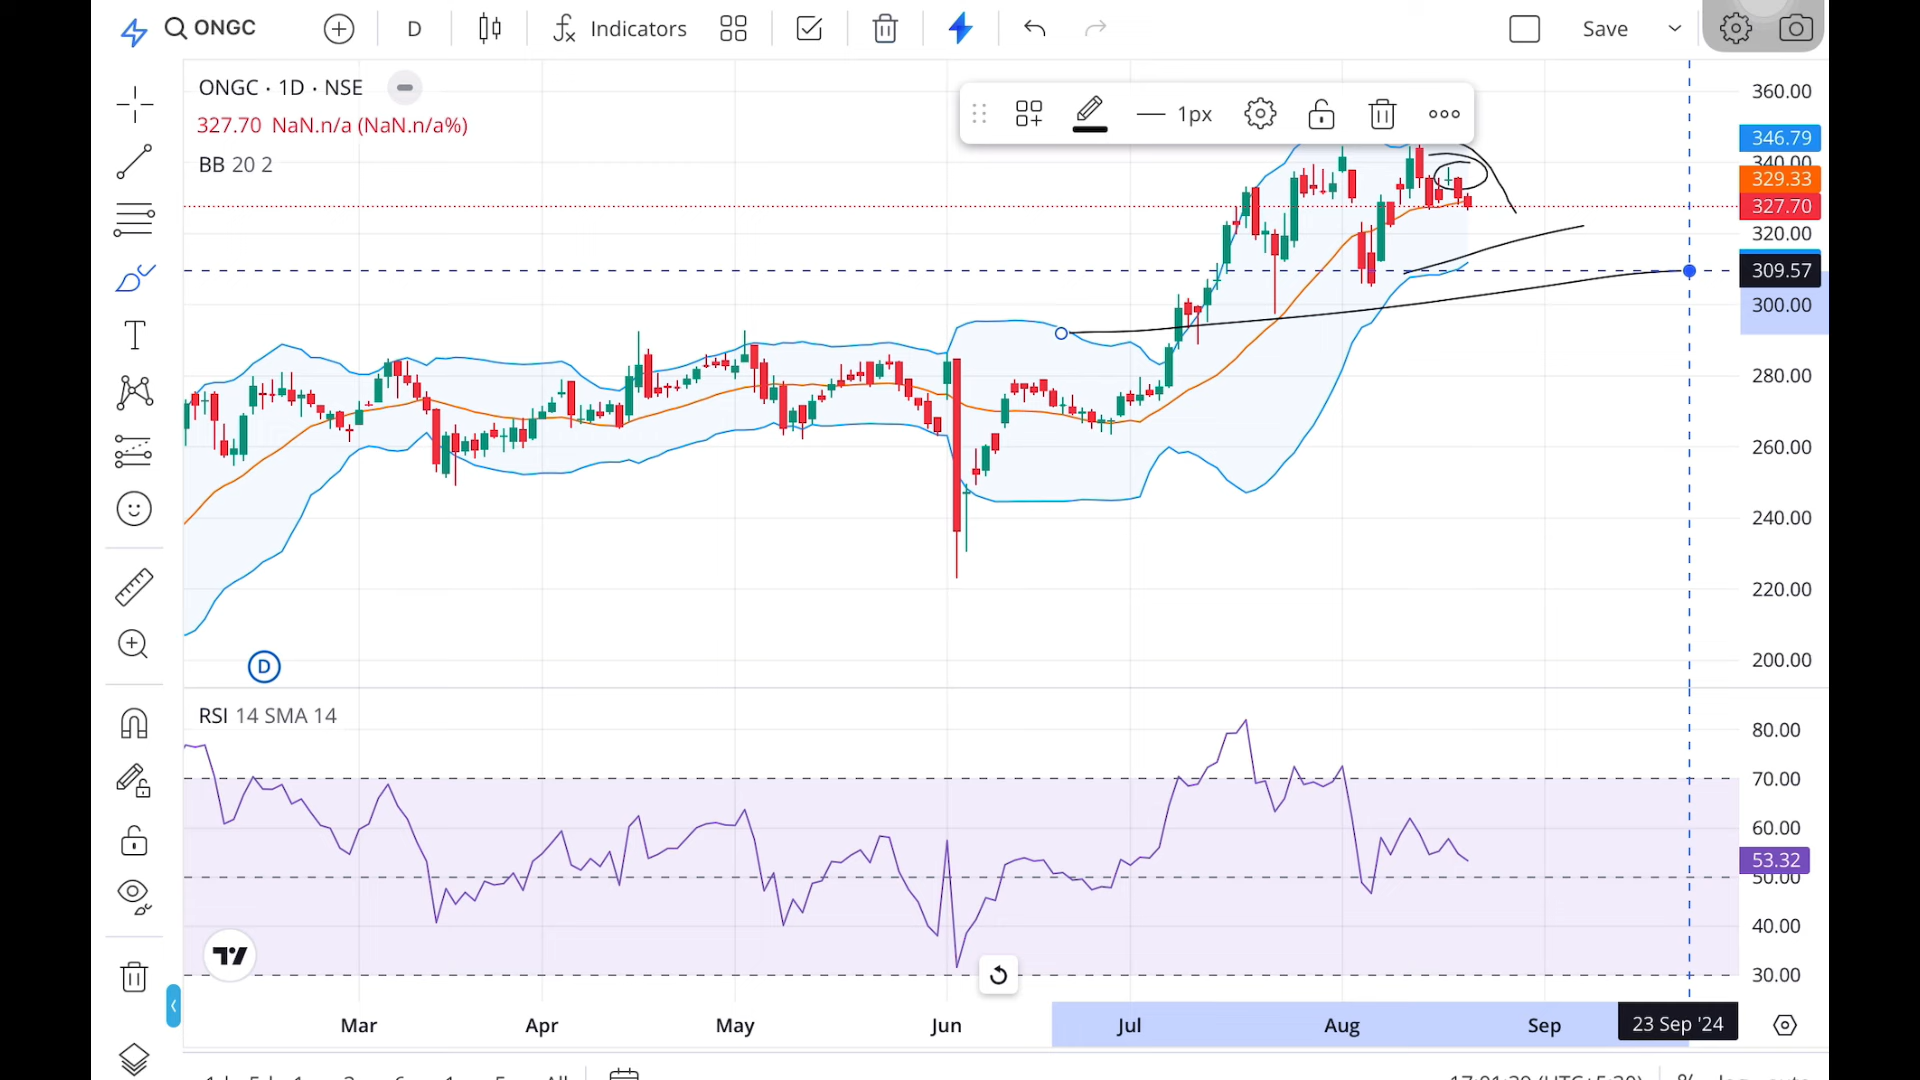 ONGC
D
Indicators
Save
ONGC · 1D · NSE
327.70 NaN.n/a (NaN.n/a%)
BB 20 2
1px
360.00
346.79
340.00
329.33
327.70
320.00
309.57
300.00
280.00
260.00
240.00
220.00
200.00
D
RSI 14 SMA 14
80.00
70.00
60.00
53.32
50.00
40.00
30.00
Mar Apr May Jun Jul Aug Sep 23 Sep '24
All